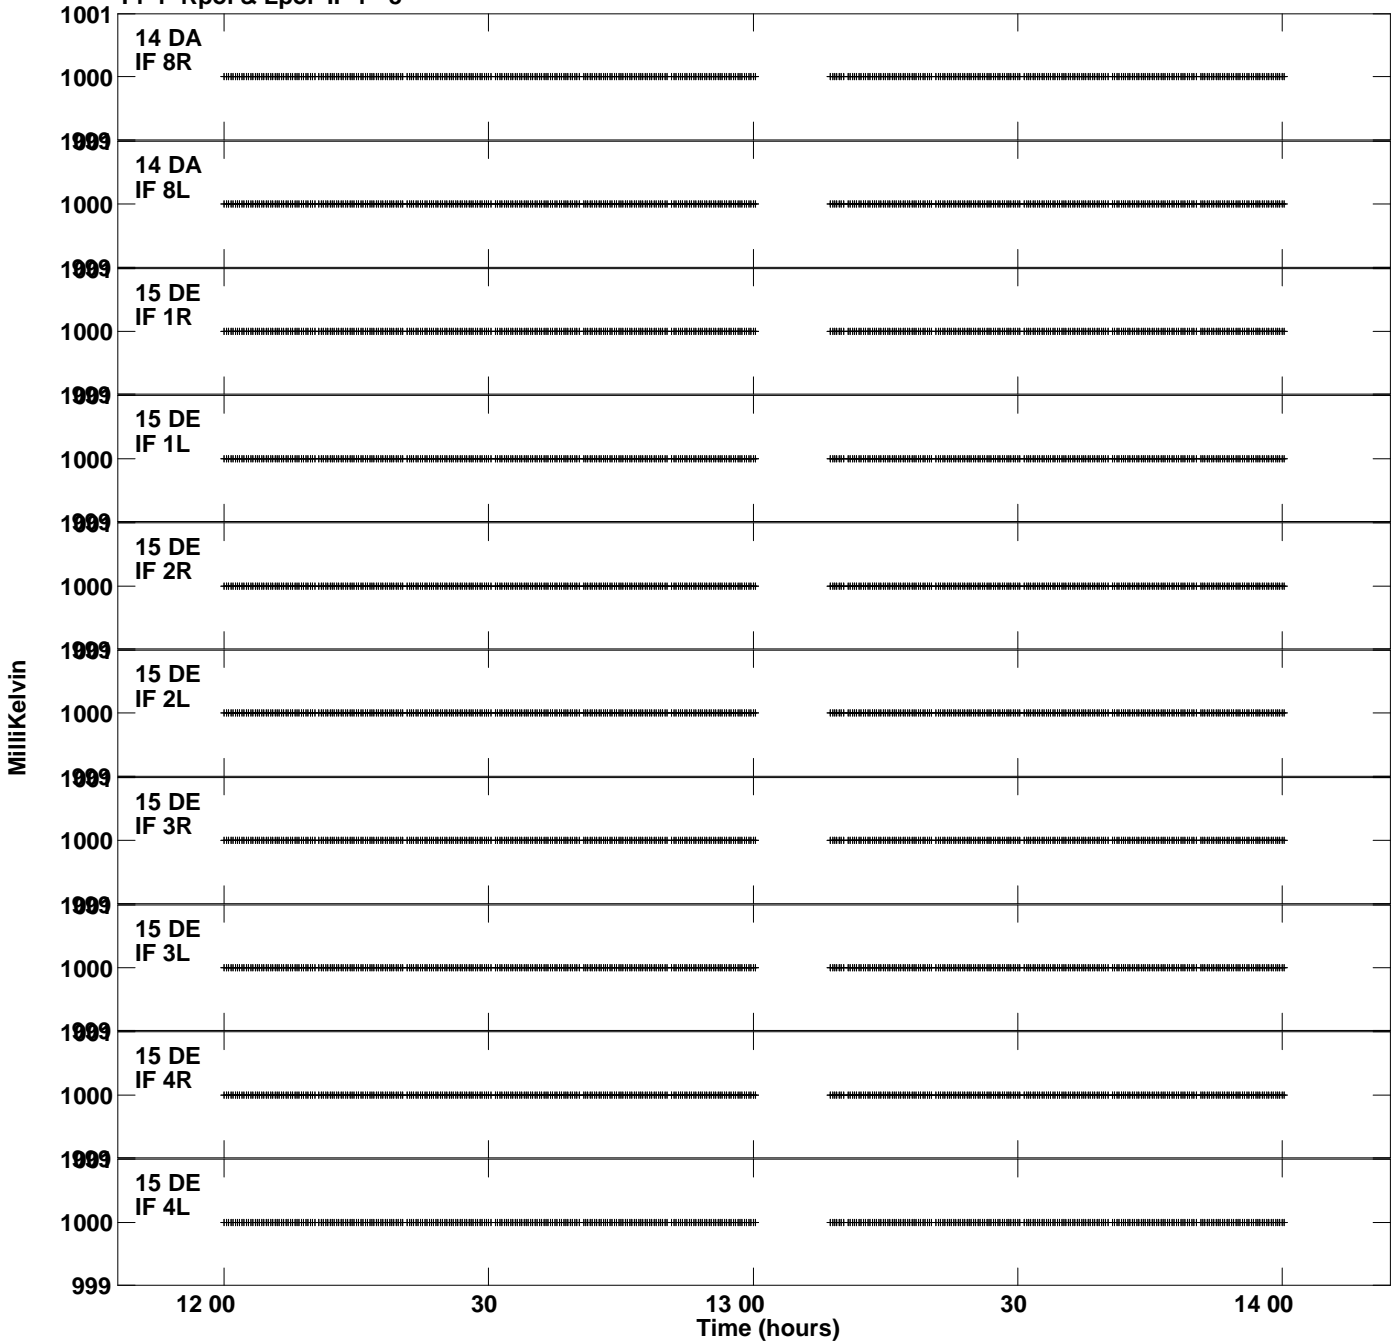 1001
14 DA
IF 8R
1000
14 DA
IF 8L
1000
15 DE
IF 1R
1000
15 DE
IF 1L
1000
15 DE
IF 2R
1000
15 DE
IF 2L
1000
MilliKelvin
15 DE
IF 3R
1000
15 DE
IF 3L
1000
15 DE
IF 4R
1000
15 DE
IF 4L
1000
999
12 00 30 13 00 30 14 00
Time (hours)